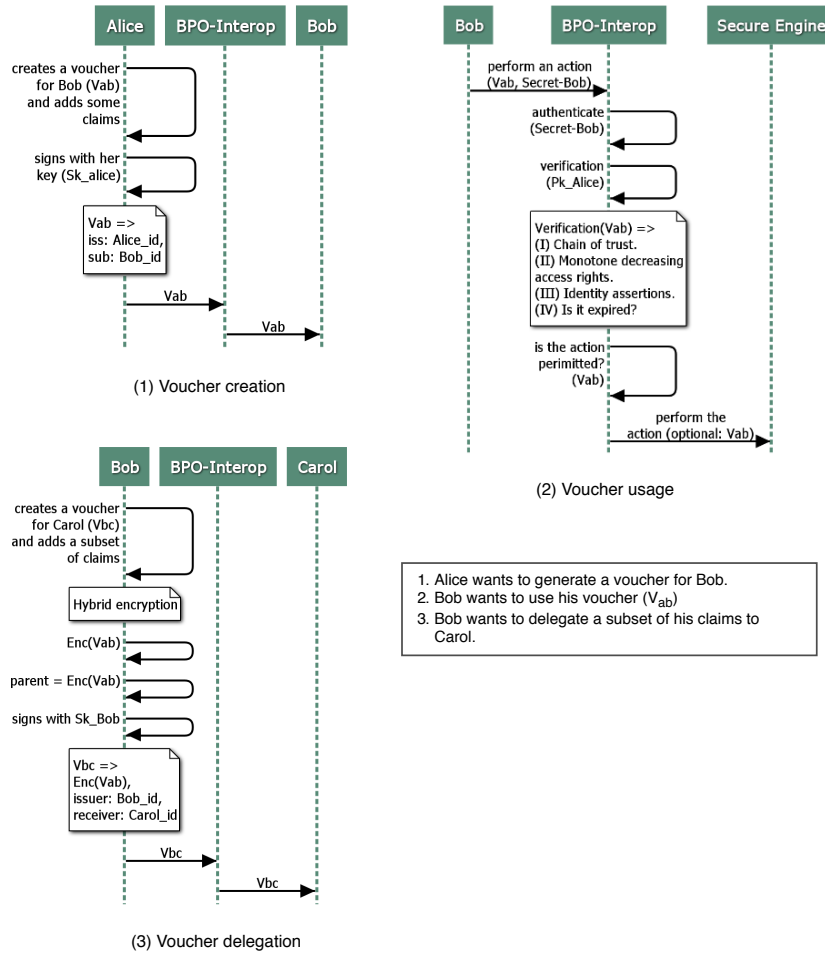 Alice
BPO-Interop
Bob
creates a voucher
for Bob (Vab)
and adds some
claims
signs with her
key (Sk_alice)
Vab =>
iss: Alice_id,
sub: Bob_id
Vab
Vab
(1) Voucher creation
Bob
BPO-Interop
Secure Engine
perform an action
(Vab, Secret-Bob)
authenticate
(Secret-Bob)
verification
(Pk_Alice)
Verification(Vab) =>
(I) Chain of trust.
(II) Monotone decreasing
access rights.
(III) Identity assertions.
(IV) Is it expired?
is the action
perimitted?
(Vab)
perform the
action (optional: Vab)
(2) Voucher usage
Bob
BPO-Interop
Carol
creates a voucher
for Carol (Vbc)
and adds a subset
of claims
Hybrid encryption
Enc(Vab)
parent = Enc(Vab)
signs with Sk_Bob
Vbc =>
Enc(Vab),
issuer: Bob_id,
receiver: Carol_id
Vbc
Vbc
(3) Voucher delegation
1. Alice wants to generate a voucher for Bob.
2. Bob wants to use his voucher (Vab)
3. Bob wants to delegate a subset of his claims to
Carol.